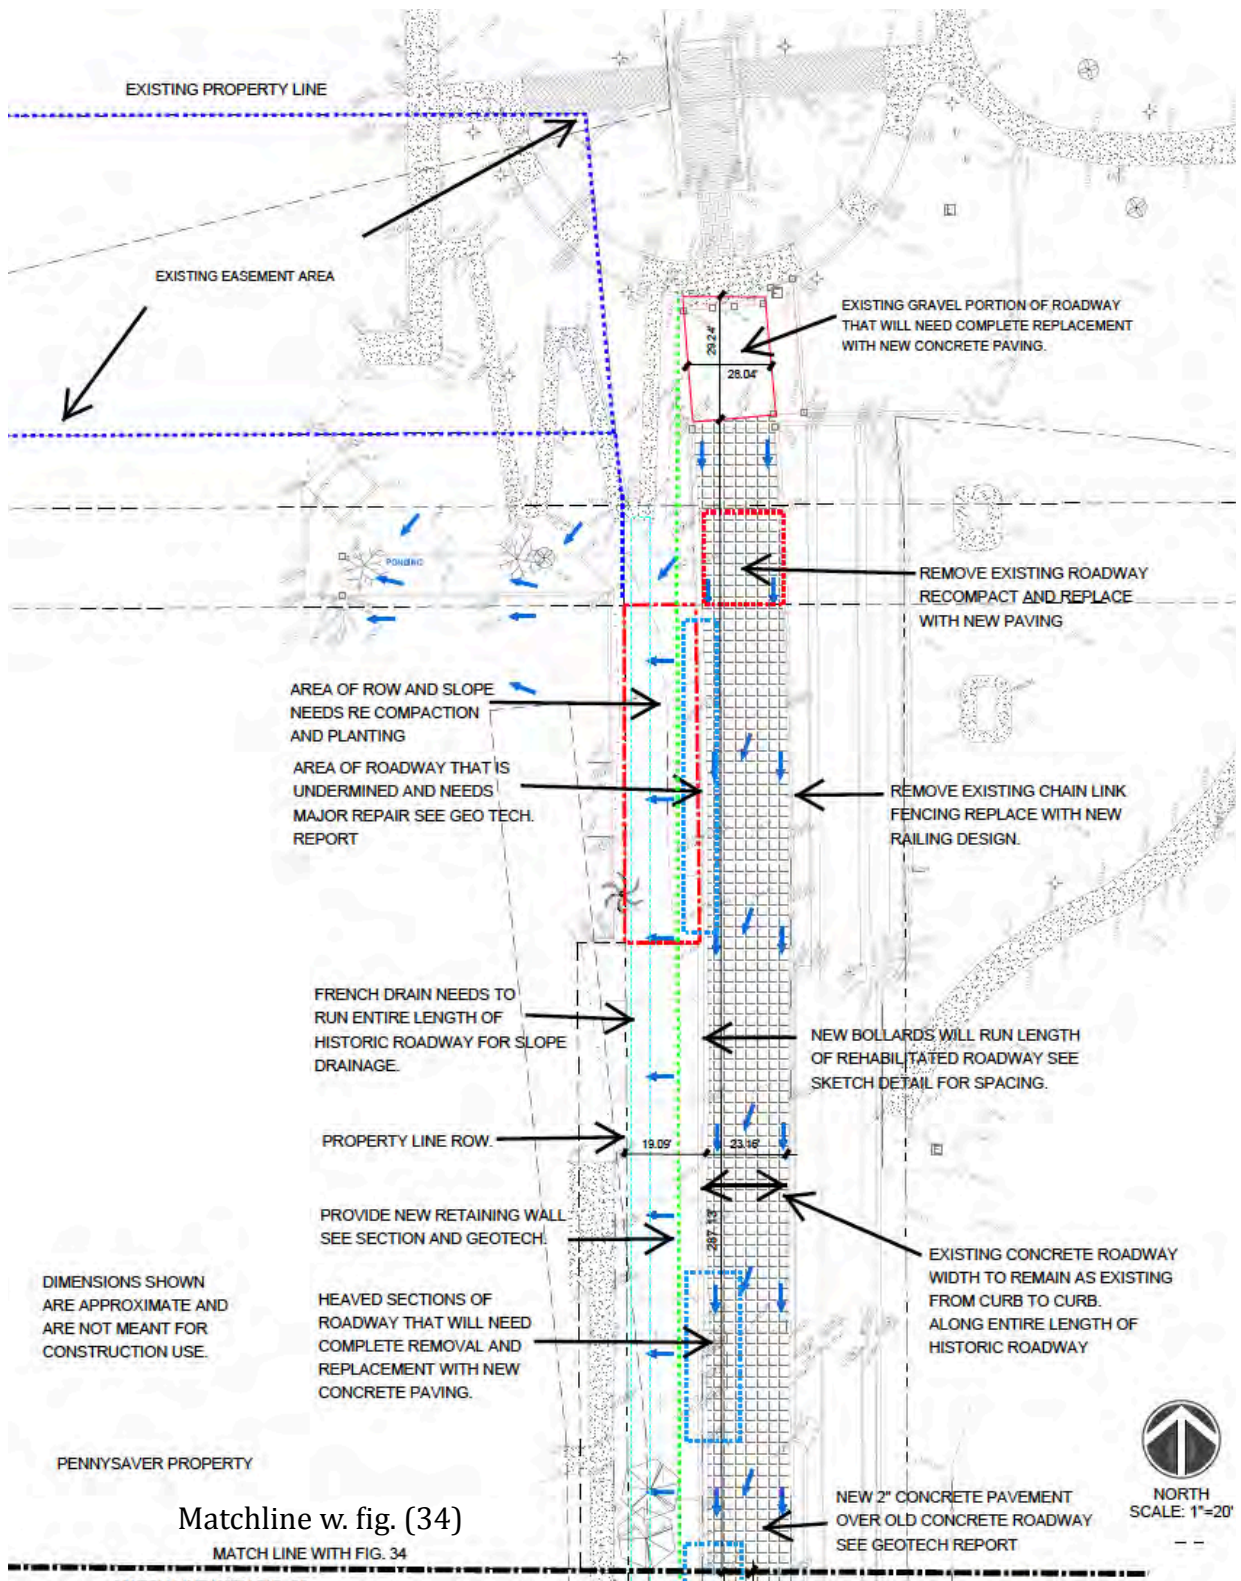 EXISTING PROPERTY LINE
EXISTING EASEMENT AREA
EXISTING GRAVEL PORTION OF ROADWAY
THAT WILL NEED COMPLETE REPLACEMENT
WITH NEW CONCRETE PAVING.
29.24'
28.04'
E
E
PONDING
REMOVE EXISTING ROADWAY
RECOMPACT AND REPLACE
WITH NEW PAVING
AREA OF ROW AND SLOPE
NEEDS RE COMPACTION
AND PLANTING
AREA OF ROADWAY THAT IS
UNDERMINED AND NEEDS
MAJOR REPAIR SEE GEO TECH.
REPORT
REMOVE EXISTING CHAIN LINK
FENCING REPLACE WITH NEW
RAILING DESIGN.
FRENCH DRAIN NEEDS TO
RUN ENTIRE LENGTH OF
HISTORIC ROADWAY FOR SLOPE
DRAINAGE.
NEW BOLLARDS WILL RUN LENGTH
OF REHABILITATED ROADWAY SEE
SKETCH DETAIL FOR SPACING.
PROPERTY LINE ROW.
19.09'
23.16'
E
287.13'
PROVIDE NEW RETAINING WALL
SEE SECTION AND GEOTECH.
EXISTING CONCRETE ROADWAY
WIDTH TO REMAIN AS EXISTING
FROM CURB TO CURB.
ALONG ENTIRE LENGTH OF
HISTORIC ROADWAY
DIMENSIONS SHOWN
ARE APPROXIMATE AND
ARE NOT MEANT FOR
CONSTRUCTION USE.
HEAVED SECTIONS OF
ROADWAY THAT WILL NEED
COMPLETE REMOVAL AND
REPLACEMENT WITH NEW
CONCRETE PAVING.
PENNYSAVER PROPERTY
NEW 2" CONCRETE PAVEMENT
OVER OLD CONCRETE ROADWAY
SEE GEOTECH REPORT
NORTH
SCALE: 1"=20'
Matchline w. fig. (34)
MATCH LINE WITH FIG. 34